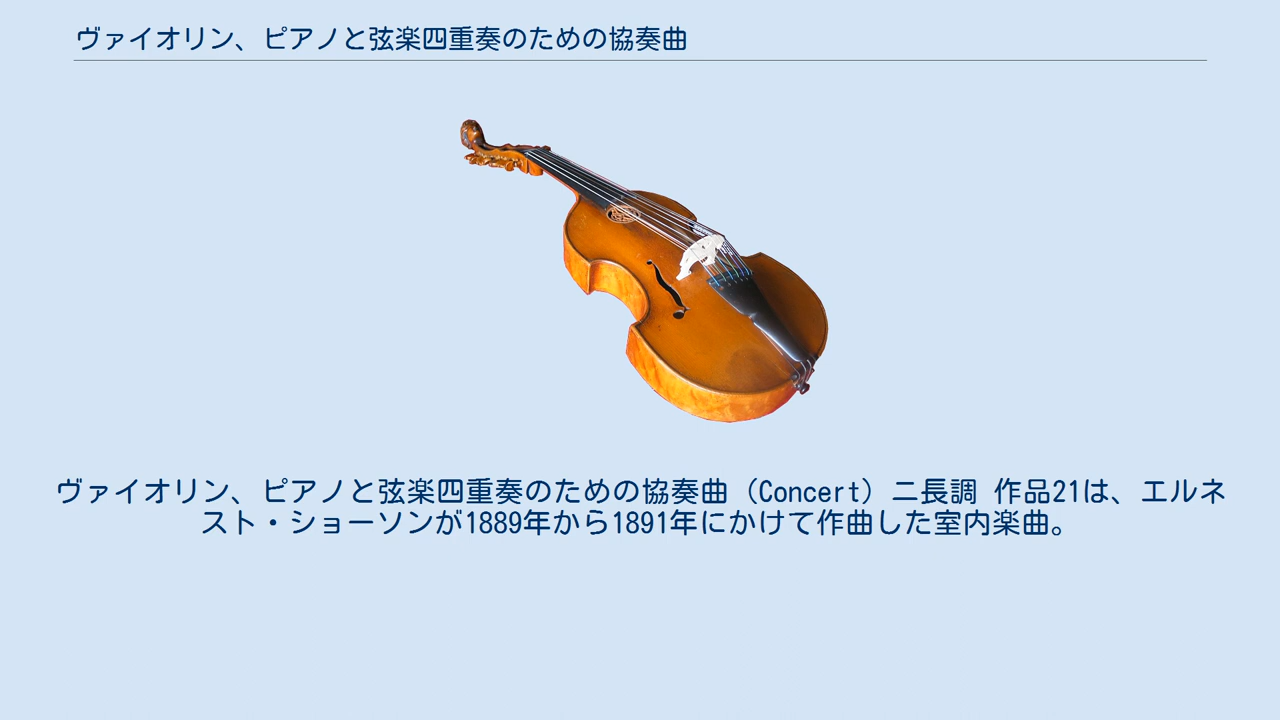 ヴァイオリン、ピアノと弦楽四重奏のための協奏曲
ヴァイオリン、ピアノと弦楽四重奏のための協奏曲（Concert）ニ長調 作品21は、エルネ
スト・ショーソンが1889年から1891年にかけて作曲した室内楽曲。